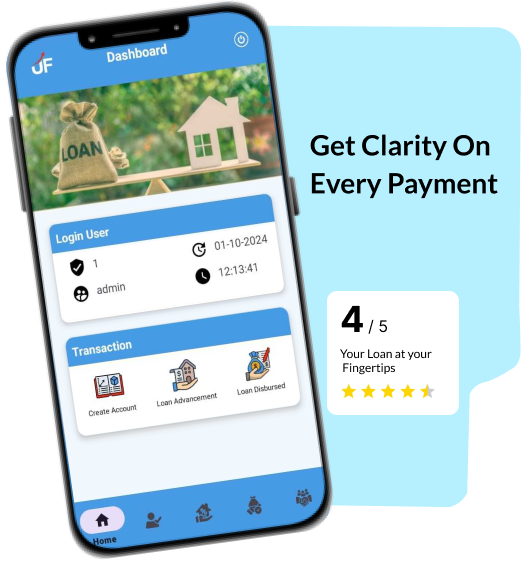 JF
Dashboard
LOAN
Login User
1
01-10-2024
admin
12:13:41
Transaction
Create Account
Loan Advancement
Loan Disbursed
Home
Get Clarity On
Every Payment
4 / 5
Your Loan at your
Fingertips